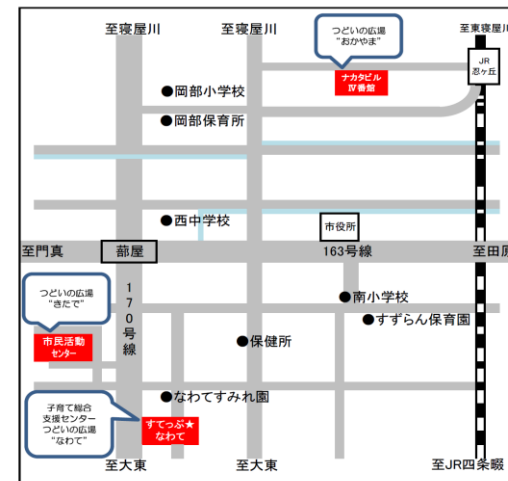 至寝屋川
至寝屋川
つどいの広場
“おかやま”
至東寝屋川
JR
忍ヶ丘
ナカタビル
Ⅳ番館
●岡部小学校
●岡部保育所
●西中学校
市役所
至門真
蔀屋
163号線
至田原
つどいの広場
“きたで”
170号線
●南小学校
●すずらん保育園
市民活動
センター
●保健所
●なわてすみれ園
子育て総合
支援センター
つどいの広場
“なわて”
すてっぷ★
なわて
至大東
至大東
至JR四条畷